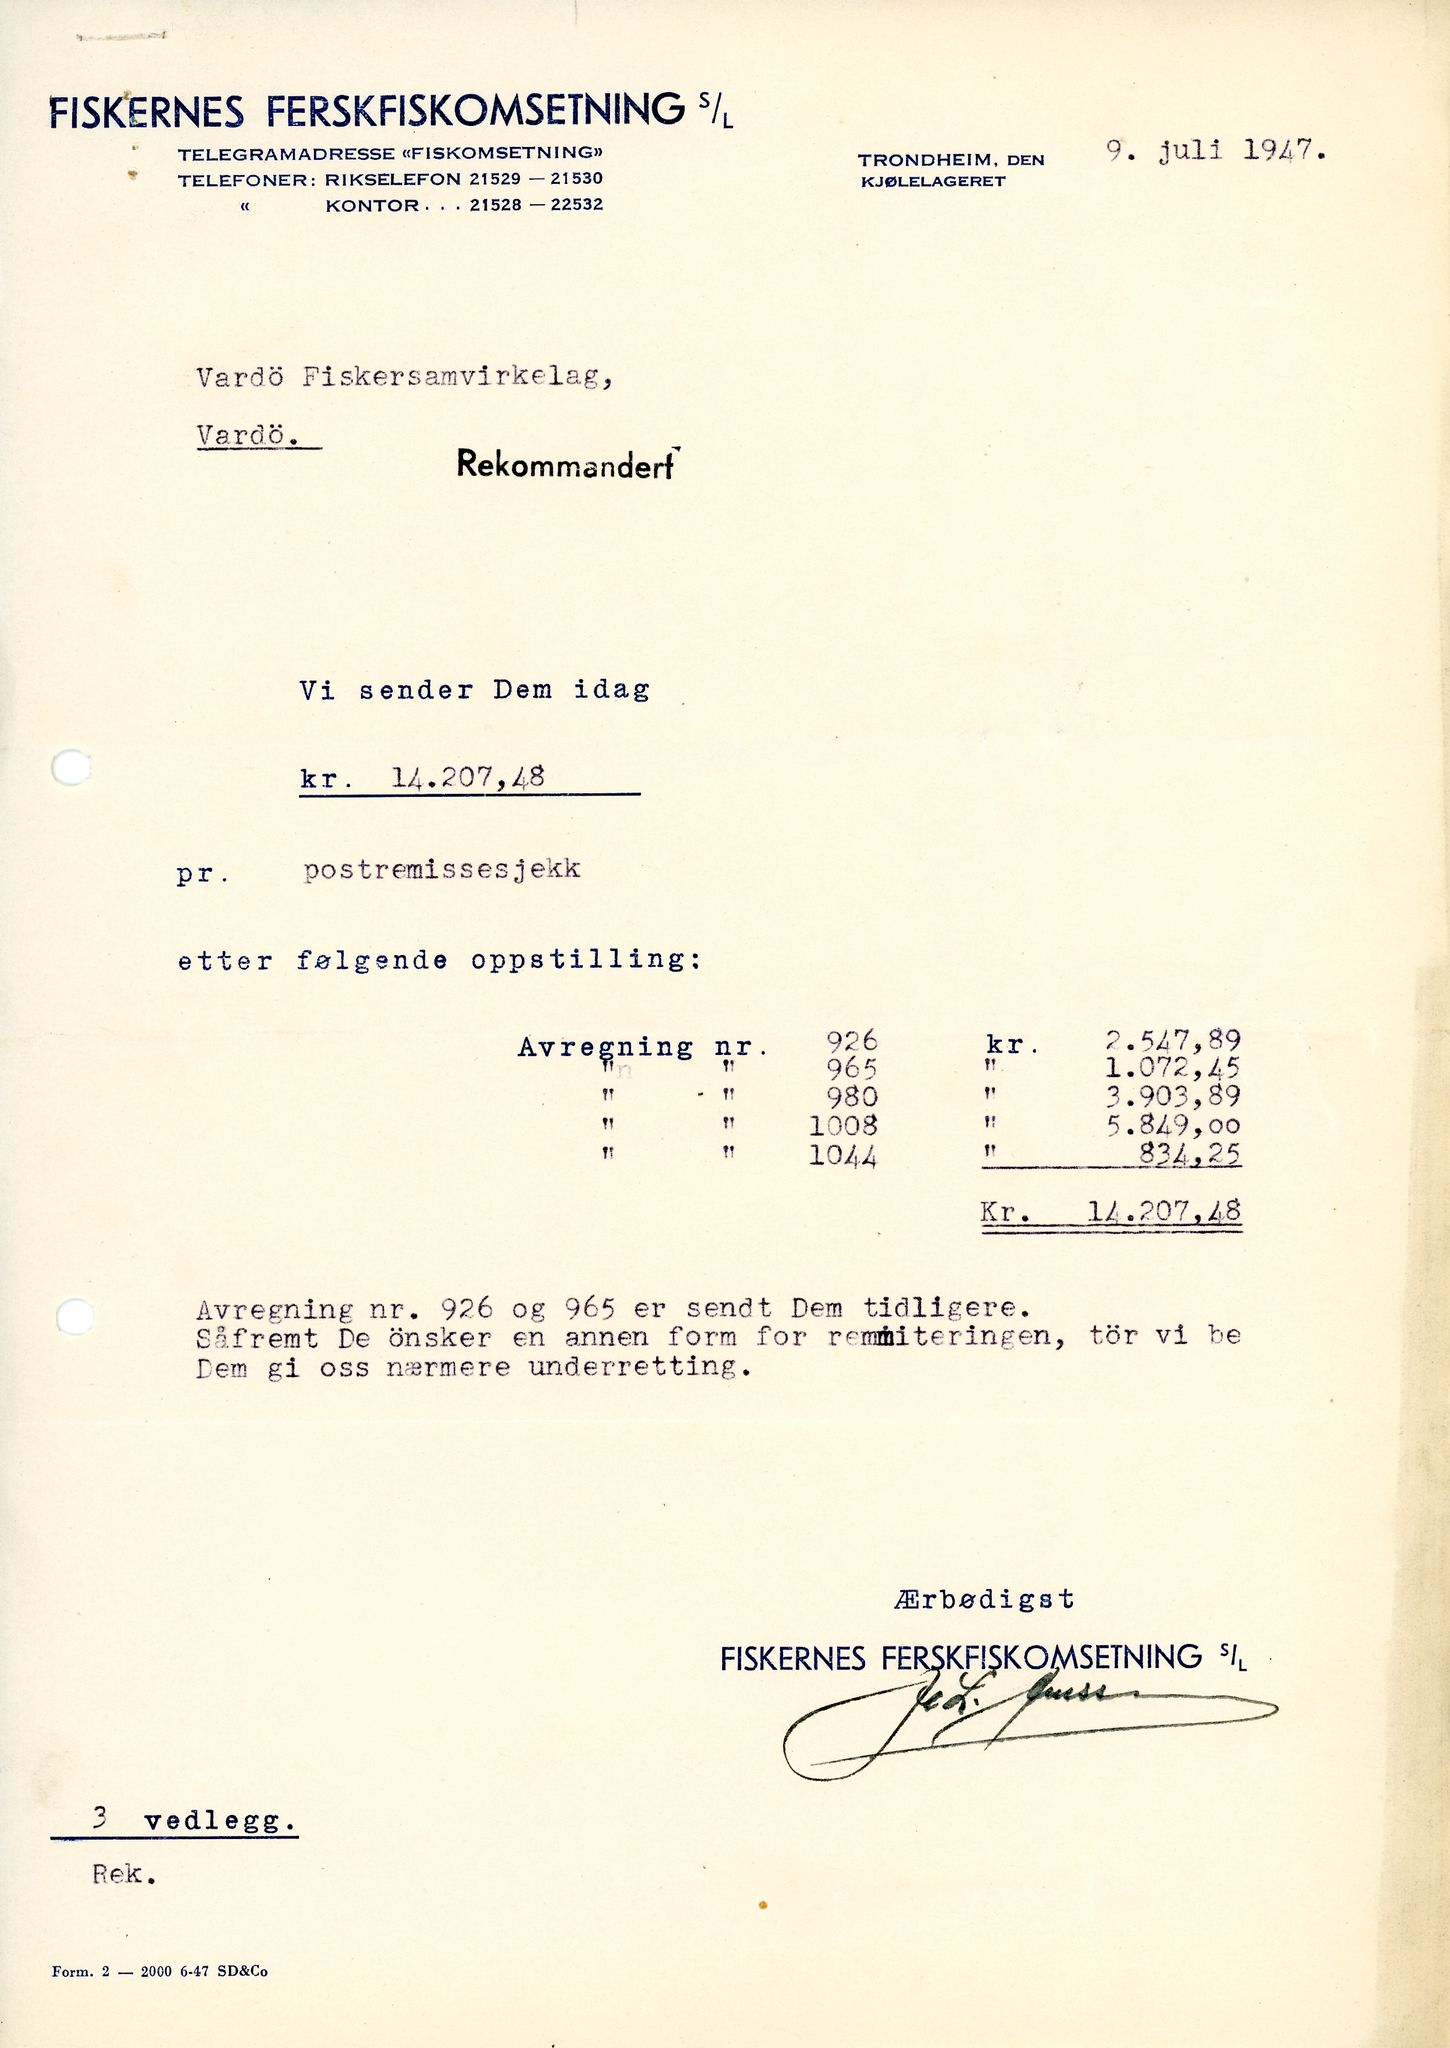 FISKERNES FERSKFISKOMSETNING S/L
TELEGRAMADRESSE «FISKOMSETNING»
TELEFONER: RIKSELEFON 21529 — 21530
« KONTOR . . . 21528 — 22532
TRONDHEIM, DEN 9. juli 1947.
KJØLELAGERET
Vardö Fiskersamvirkelag,
Vardö.
Rekommandert
Vi sender Dem idag
kr. 14.207,48
pr. postremissesjekk
etter følgende oppstilling:
Avregning nr. 926 kr. 2.547,89
" " 965 " 1.072,45
" - " 980 " 3.903,89
" " 1008 " 5.849,00
" " 1044 " 834,25
Kr. 14.207,48
Avregning nr. 926 og 965 er sendt Dem tidligere.
Såfremt De önsker en annen form for remmiteringen, tör vi be
Dem gi oss nærmere underretting.
Ærbødigst
FISKERNES FERSKFISKOMSETNING S/L
3 vedlegg.
Rek.
Form. 2 — 2000 6-47 SD&Co